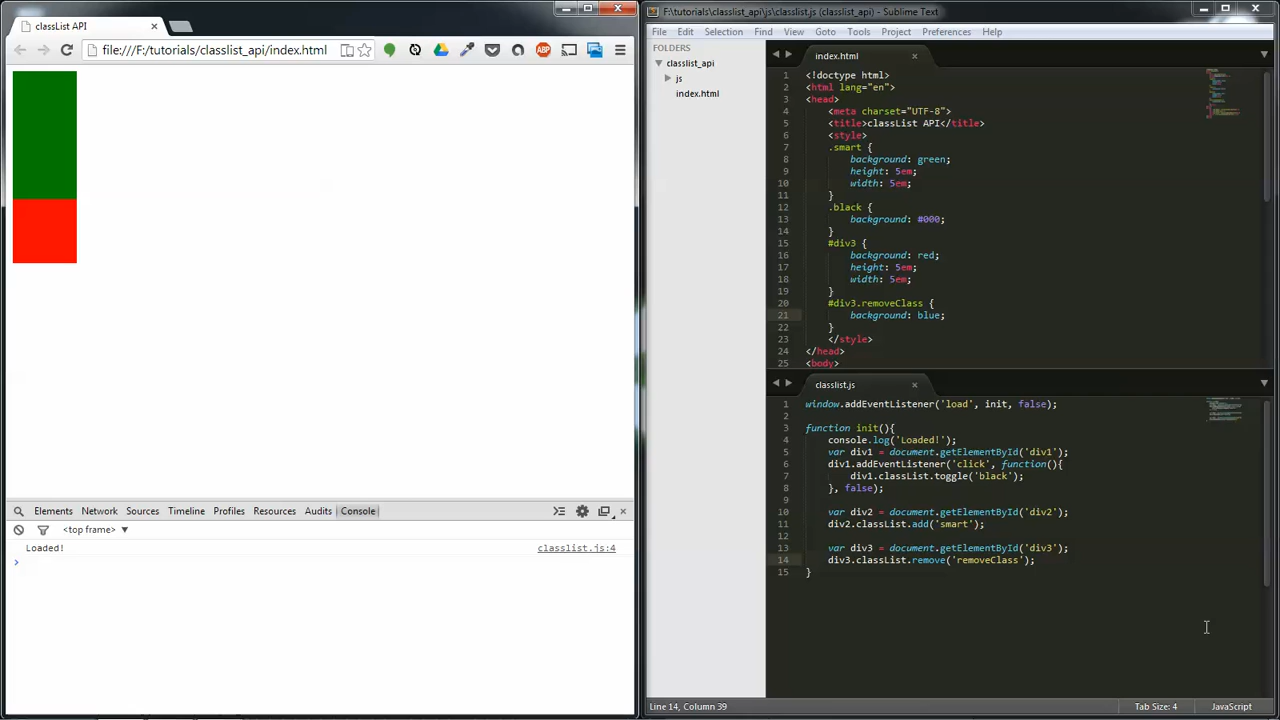 classList API
file:///F:/tutorials/classlist_api/index.html
ABP
Elements Network Sources Timeline Profiles Resources Audits Console
<top frame>
Loaded! classlist.js:4
F:\tutorials\classlist_api\js\classlist.js (classlist_api) - Sublime Text
File Edit Selection Find View Goto Tools Project Preferences Help
FOLDERS
classlist_api
js
index.html
index.html
1 <!doctype html>
2 <html lang="en">
3 <head>
4 <meta charset="UTF-8">
5 <title>classList API</title>
6 <style>
7 .smart {
8 background: green;
9 height: 5em;
10 width: 5em;
11 }
12 .black {
13 background: #000;
14 }
15 #div3 {
16 background: red;
17 height: 5em;
18 width: 5em;
19 }
20 #div3.removeClass {
21 background: blue;
22 }
23 </style>
24 </head>
25 <body>
classlist.js
1 window.addEventListener('load', init, false);
2
3 function init(){
4 console.log('Loaded!');
5 var div1 = document.getElementById('div1');
6 div1.addEventListener('click', function(){
7 div1.classList.toggle('black');
8 }, false);
9
10 var div2 = document.getElementById('div2');
11 div2.classList.add('smart');
12
13 var div3 = document.getElementById('div3');
14 div3.classList.remove('removeClass');
15 }
Line 14, Column 39 Tab Size: 4 JavaScript